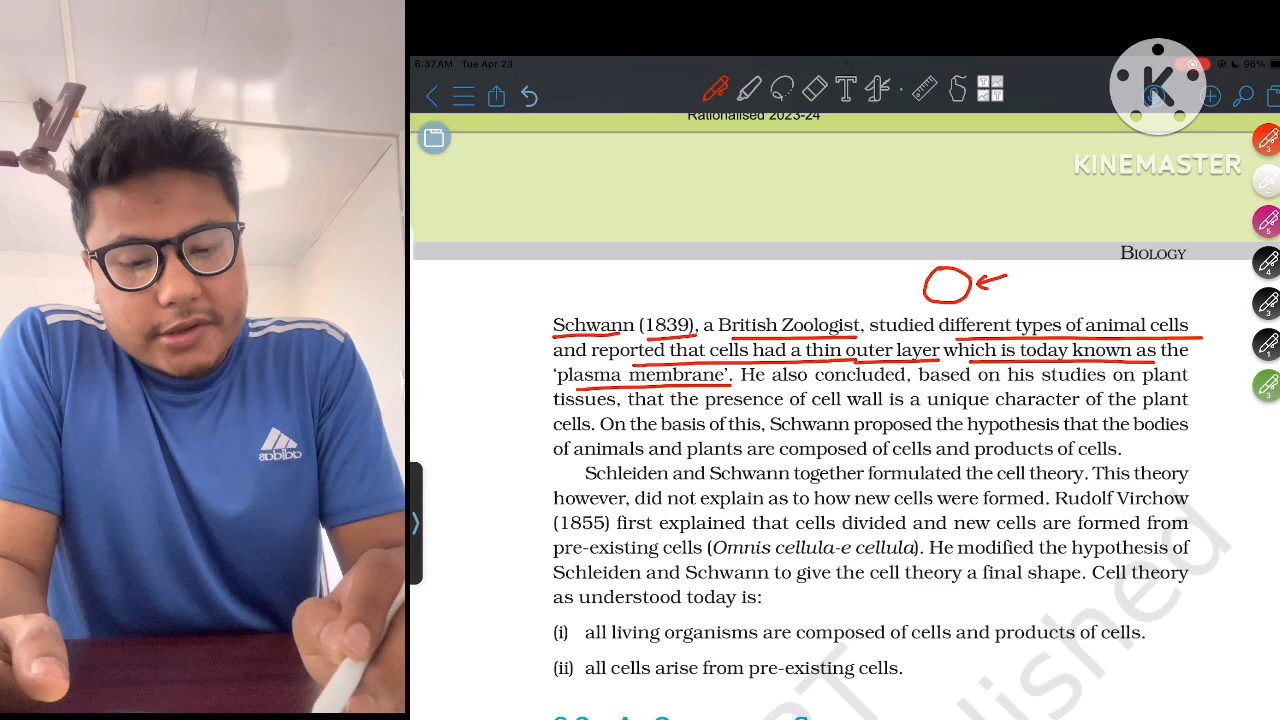 6:37AM Tue Apr 23
96%
Rationalised 2023-24
K
KINEMASTER
BIOLOGY
Schwann (1839), a British Zoologist, studied different types of animal cells
and reported that cells had a thin outer layer which is today known as the
‘plasma membrane’. He also concluded, based on his studies on plant
tissues, that the presence of cell wall is a unique character of the plant
cells. On the basis of this, Schwann proposed the hypothesis that the bodies
of animals and plants are composed of cells and products of cells.
Schleiden and Schwann together formulated the cell theory. This theory
however, did not explain as to how new cells were formed. Rudolf Virchow
(1855) first explained that cells divided and new cells are formed from
pre-existing cells (Omnis cellula-e cellula). He modified the hypothesis of
Schleiden and Schwann to give the cell theory a final shape. Cell theory
as understood today is:
(i) all living organisms are composed of cells and products of cells.
(ii) all cells arise from pre-existing cells.
adidas